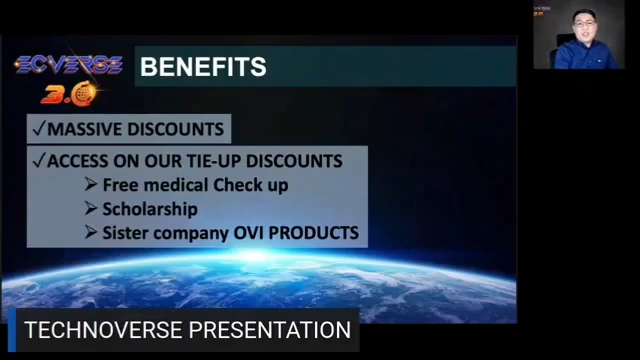 ECVERSE
3.0
BENEFITS
✓MASSIVE DISCOUNTS
✓ACCESS ON OUR TIE-UP DISCOUNTS
➢ Free medical Check up
➢ Scholarship
➢ Sister company OVI PRODUCTS
TECHNOVERSE PRESENTATION